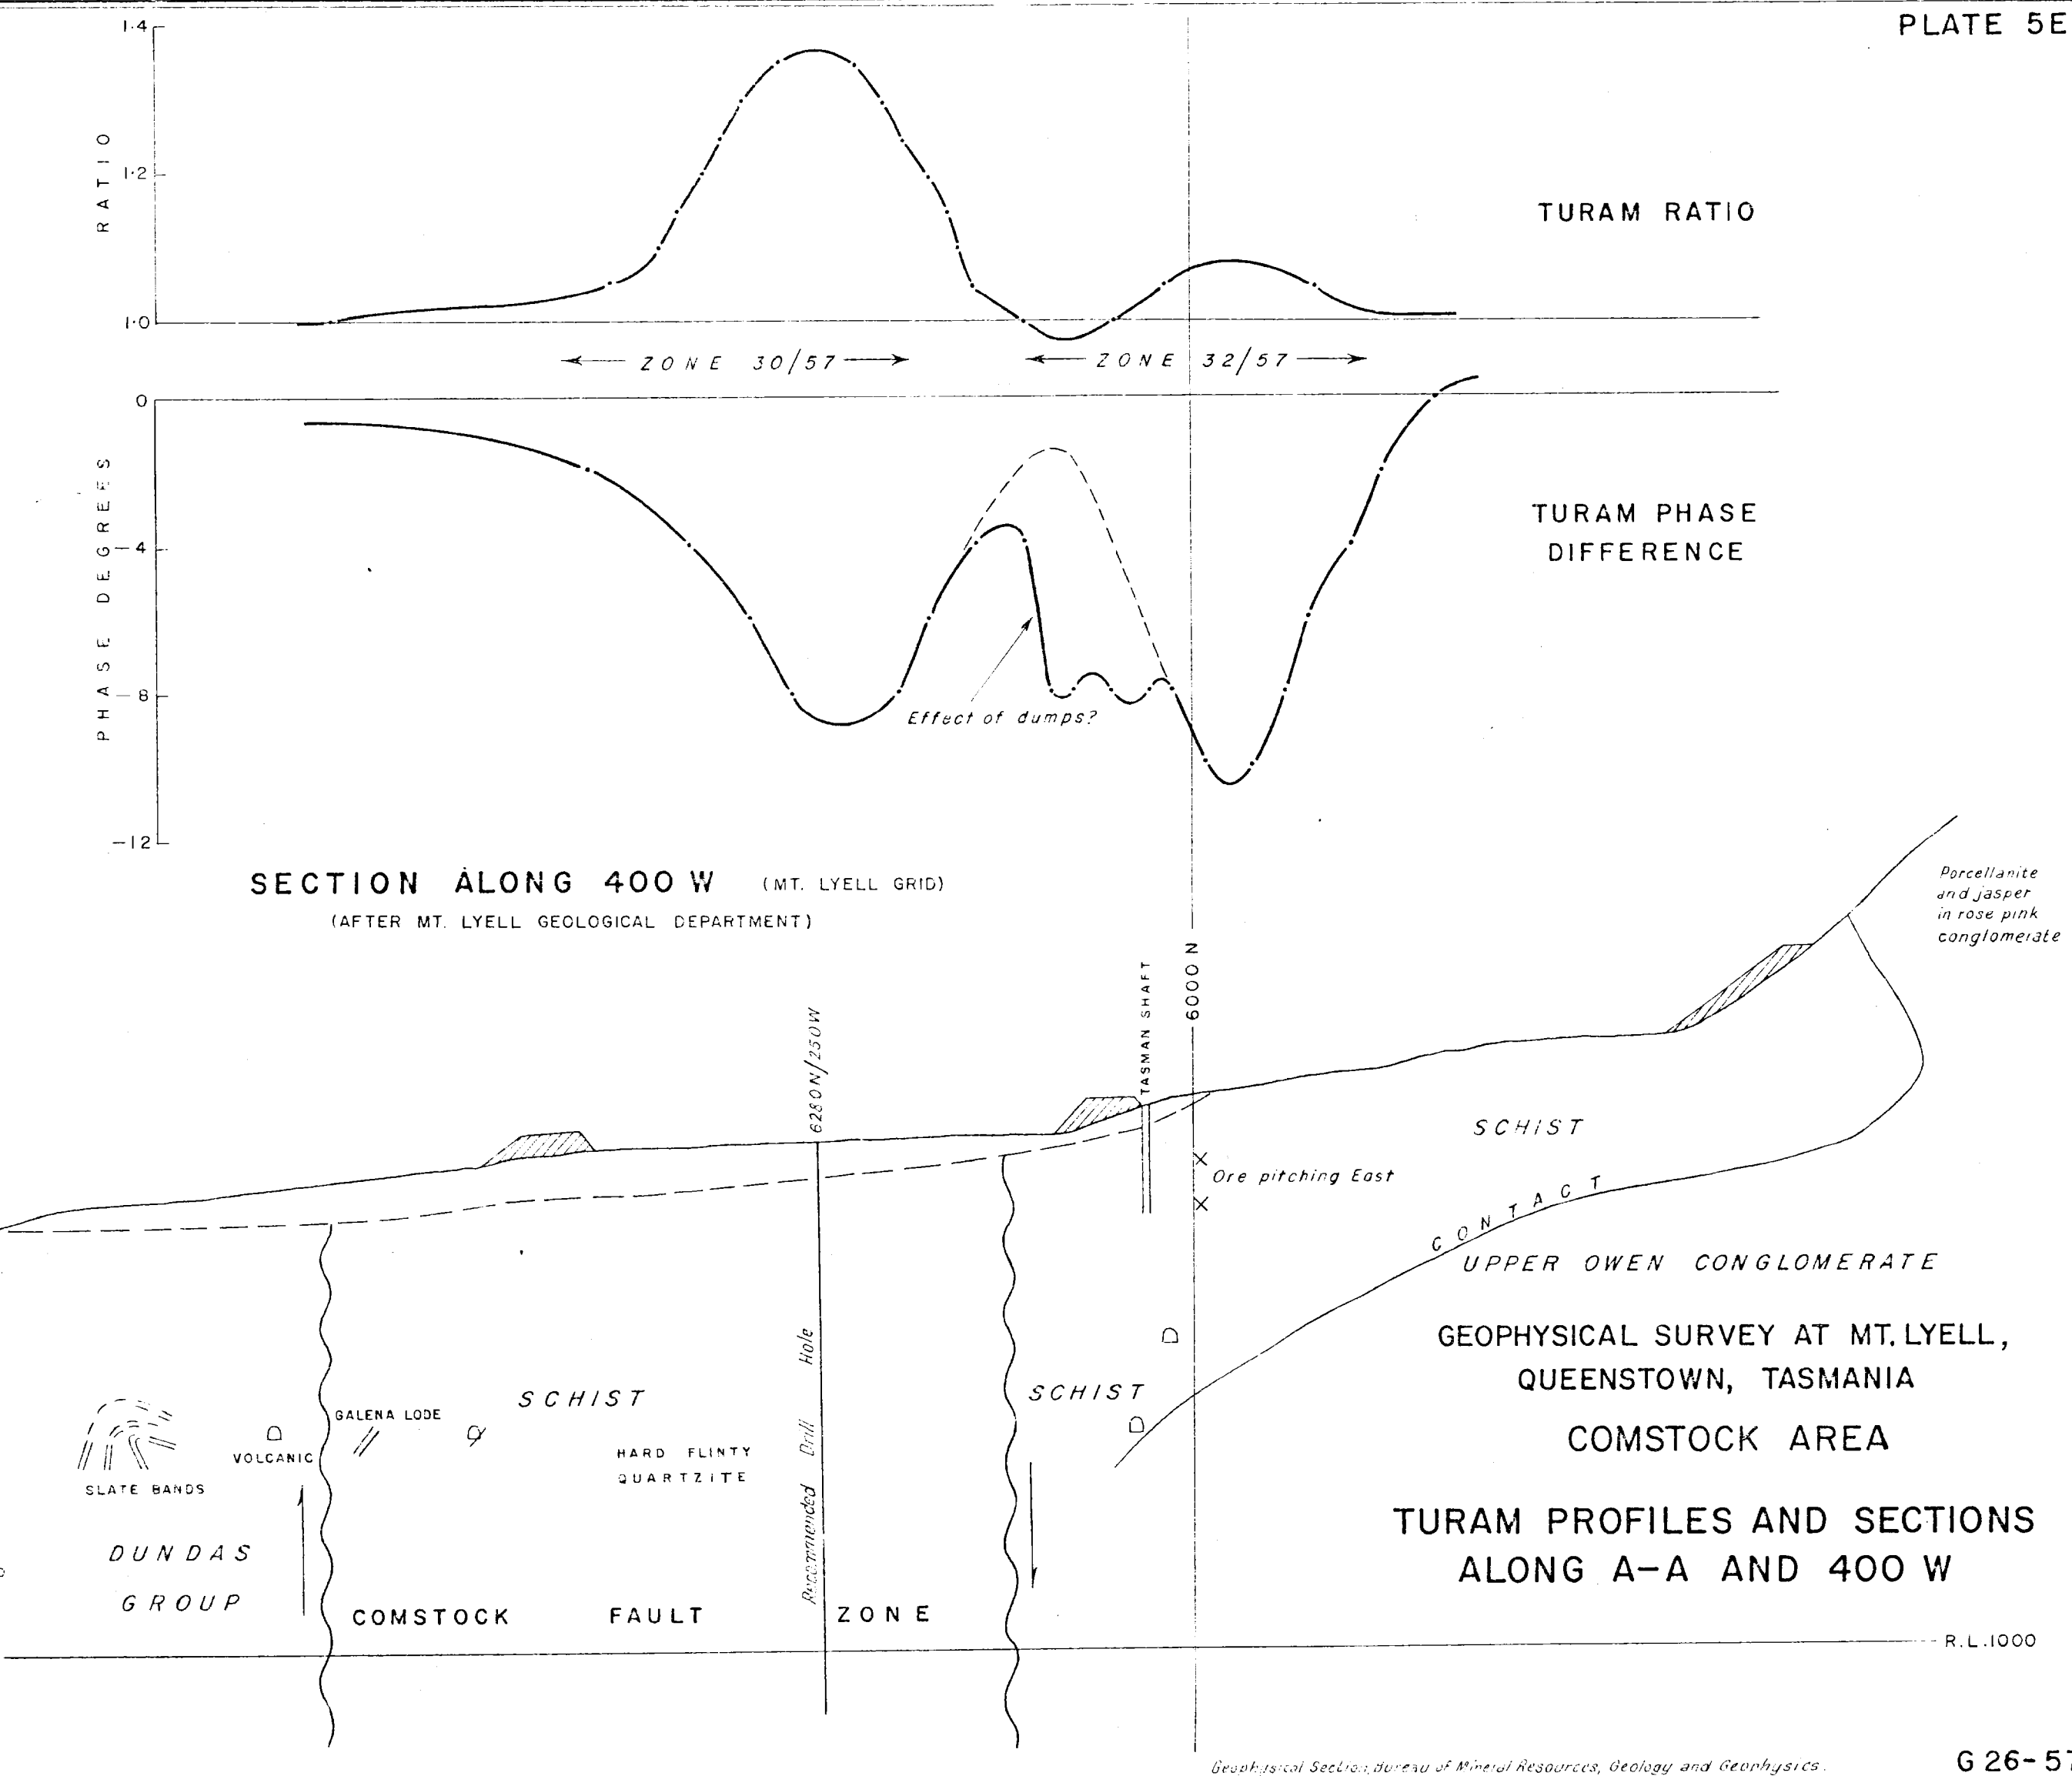 PLATE 5E
1·4
1·2
1·0
RATIO
TURAM RATIO
ZONE 30/57
ZONE 32/57
0
−4
−8
−12
PHASE DEGREES
TURAM PHASE
DIFFERENCE
Effect of dumps?
SECTION ALONG 400 W (MT. LYELL GRID)
(AFTER MT. LYELL GEOLOGICAL DEPARTMENT)
Porcellanite
and jasper
in rose pink
conglomerate
6280N/250W
TASMAN SHAFT
6000 N
SCHIST
Ore pitching East
CONTACT
UPPER OWEN CONGLOMERATE
GEOPHYSICAL SURVEY AT MT. LYELL,
QUEENSTOWN, TASMANIA
COMSTOCK AREA
TURAM PROFILES AND SECTIONS
ALONG A-A AND 400 W
SCHIST
SCHIST
GALENA LODE
VOLCANIC
HARD FLINTY
QUARTZITE
SLATE BANDS
Recommended Drill Hole
DUNDAS
GROUP
COMSTOCK FAULT ZONE
R.L.1000
Geophysical Section, Bureau of Mineral Resources, Geology and Geophysics.
G 26-57